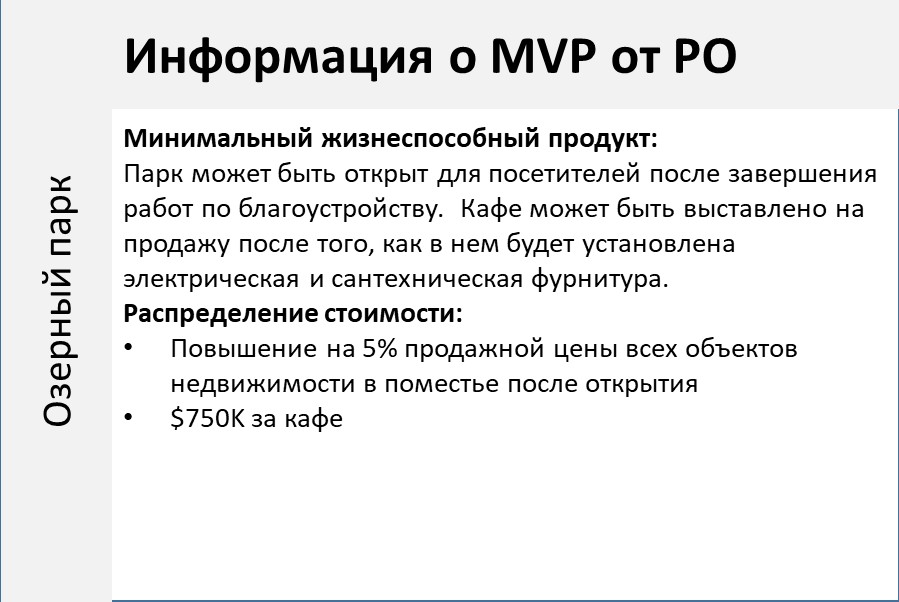 Информация о MVP от PO
Озерный парк
Минимальный жизнеспособный продукт:
Парк может быть открыт для посетителей после завершения
работ по благоустройству.  Кафе может быть выставлено на
продажу после того, как в нем будет установлена
электрическая и сантехническая фурнитура.
Распределение стоимости:
• Повышение на 5% продажной цены всех объектов
недвижимости в поместье после открытия
• $750K за кафе